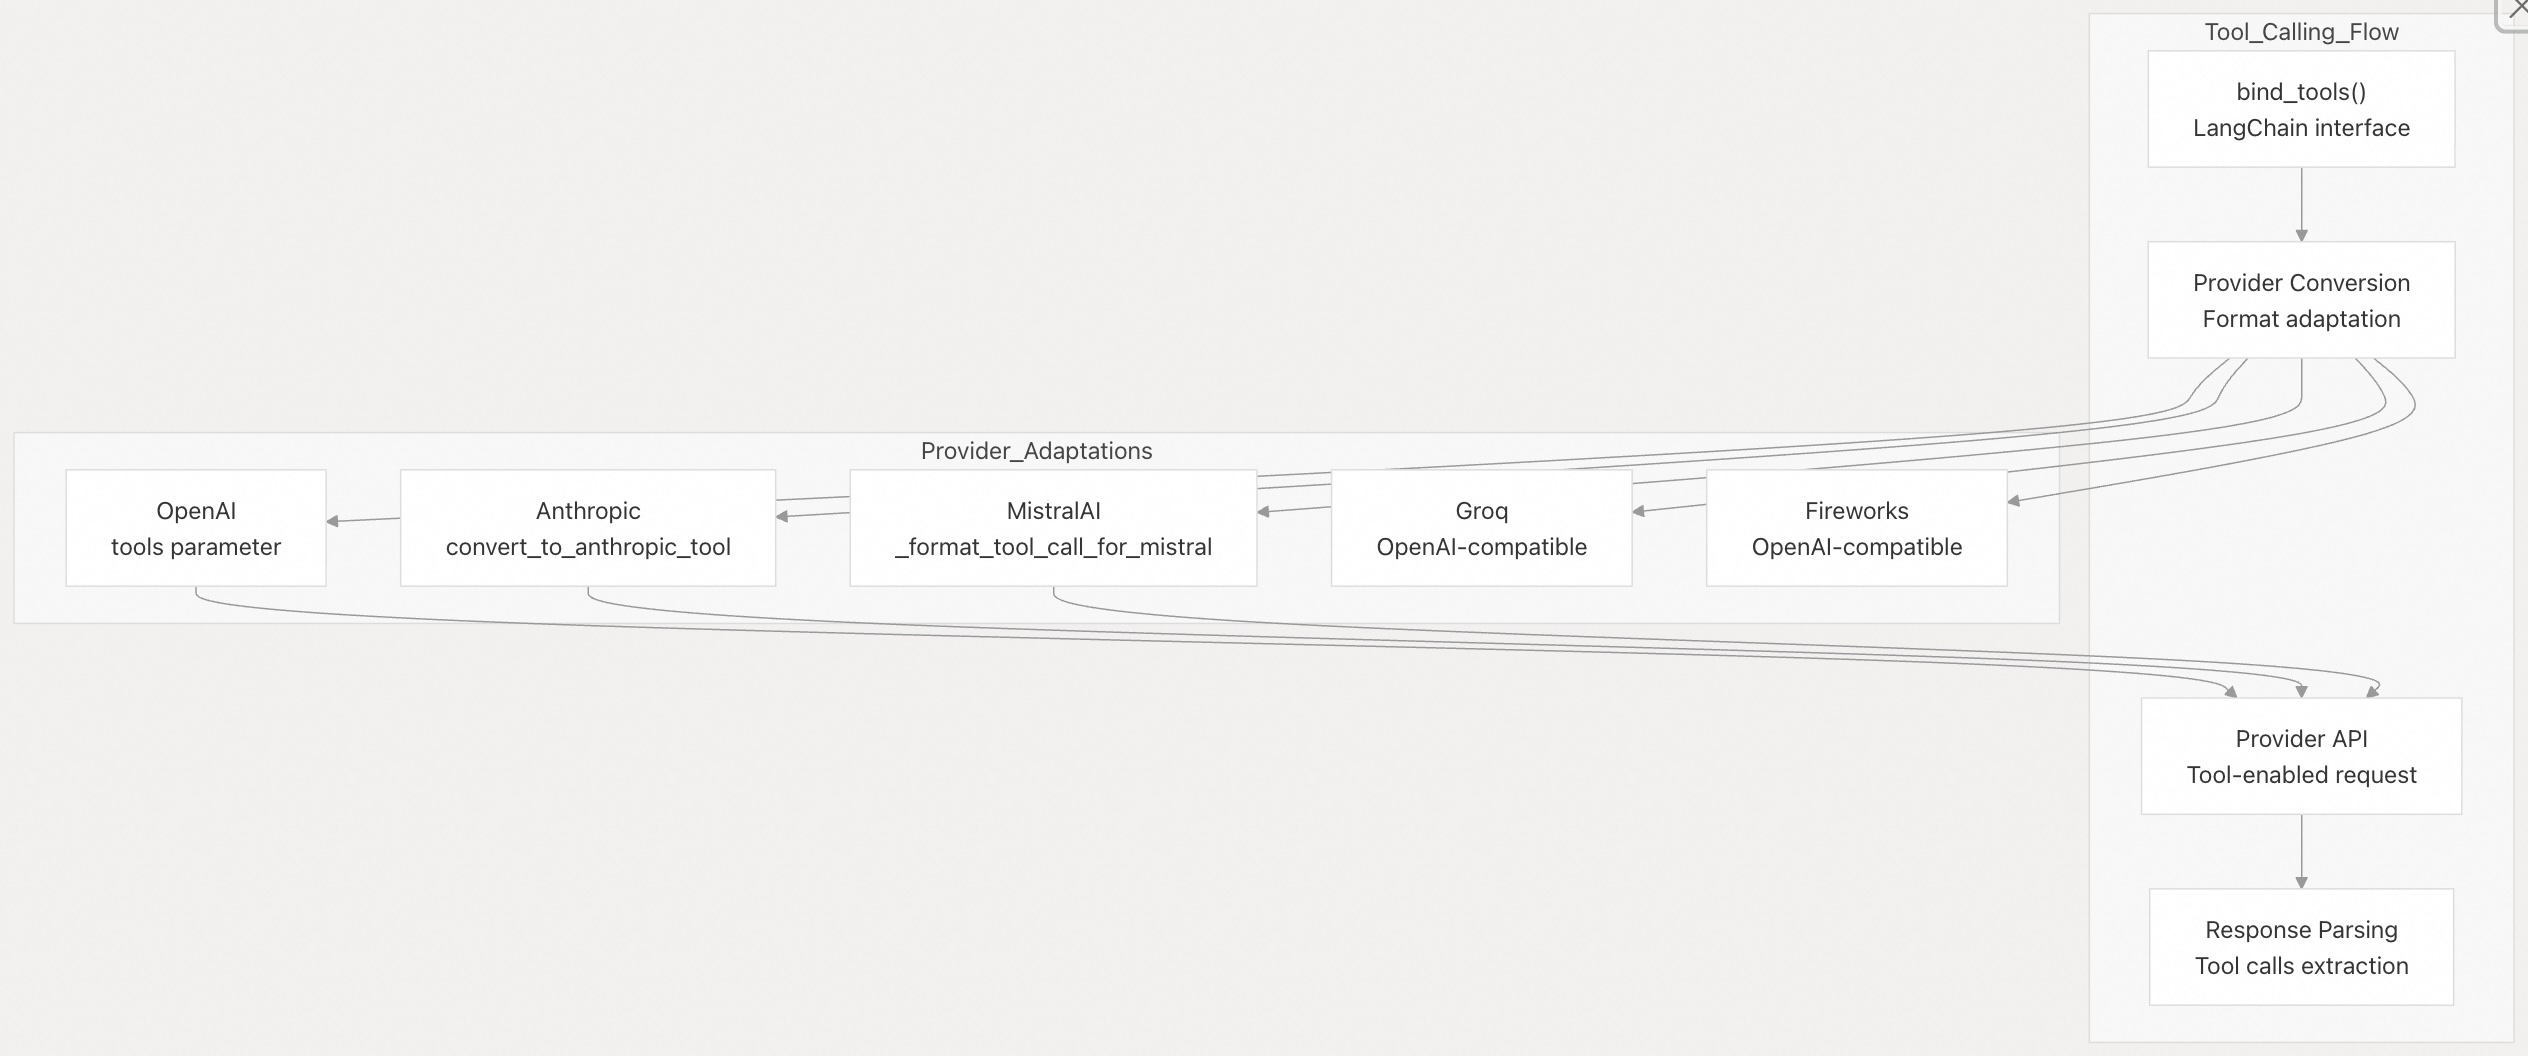 Tool_Calling_Flow
bind_tools()
LangChain interface
Provider Conversion
Format adaptation
Provider_Adaptations
OpenAI
tools parameter
Anthropic
convert_to_anthropic_tool
MistralAI
_format_tool_call_for_mistral
Groq
OpenAI-compatible
Fireworks
OpenAI-compatible
Provider API
Tool-enabled request
Response Parsing
Tool calls extraction